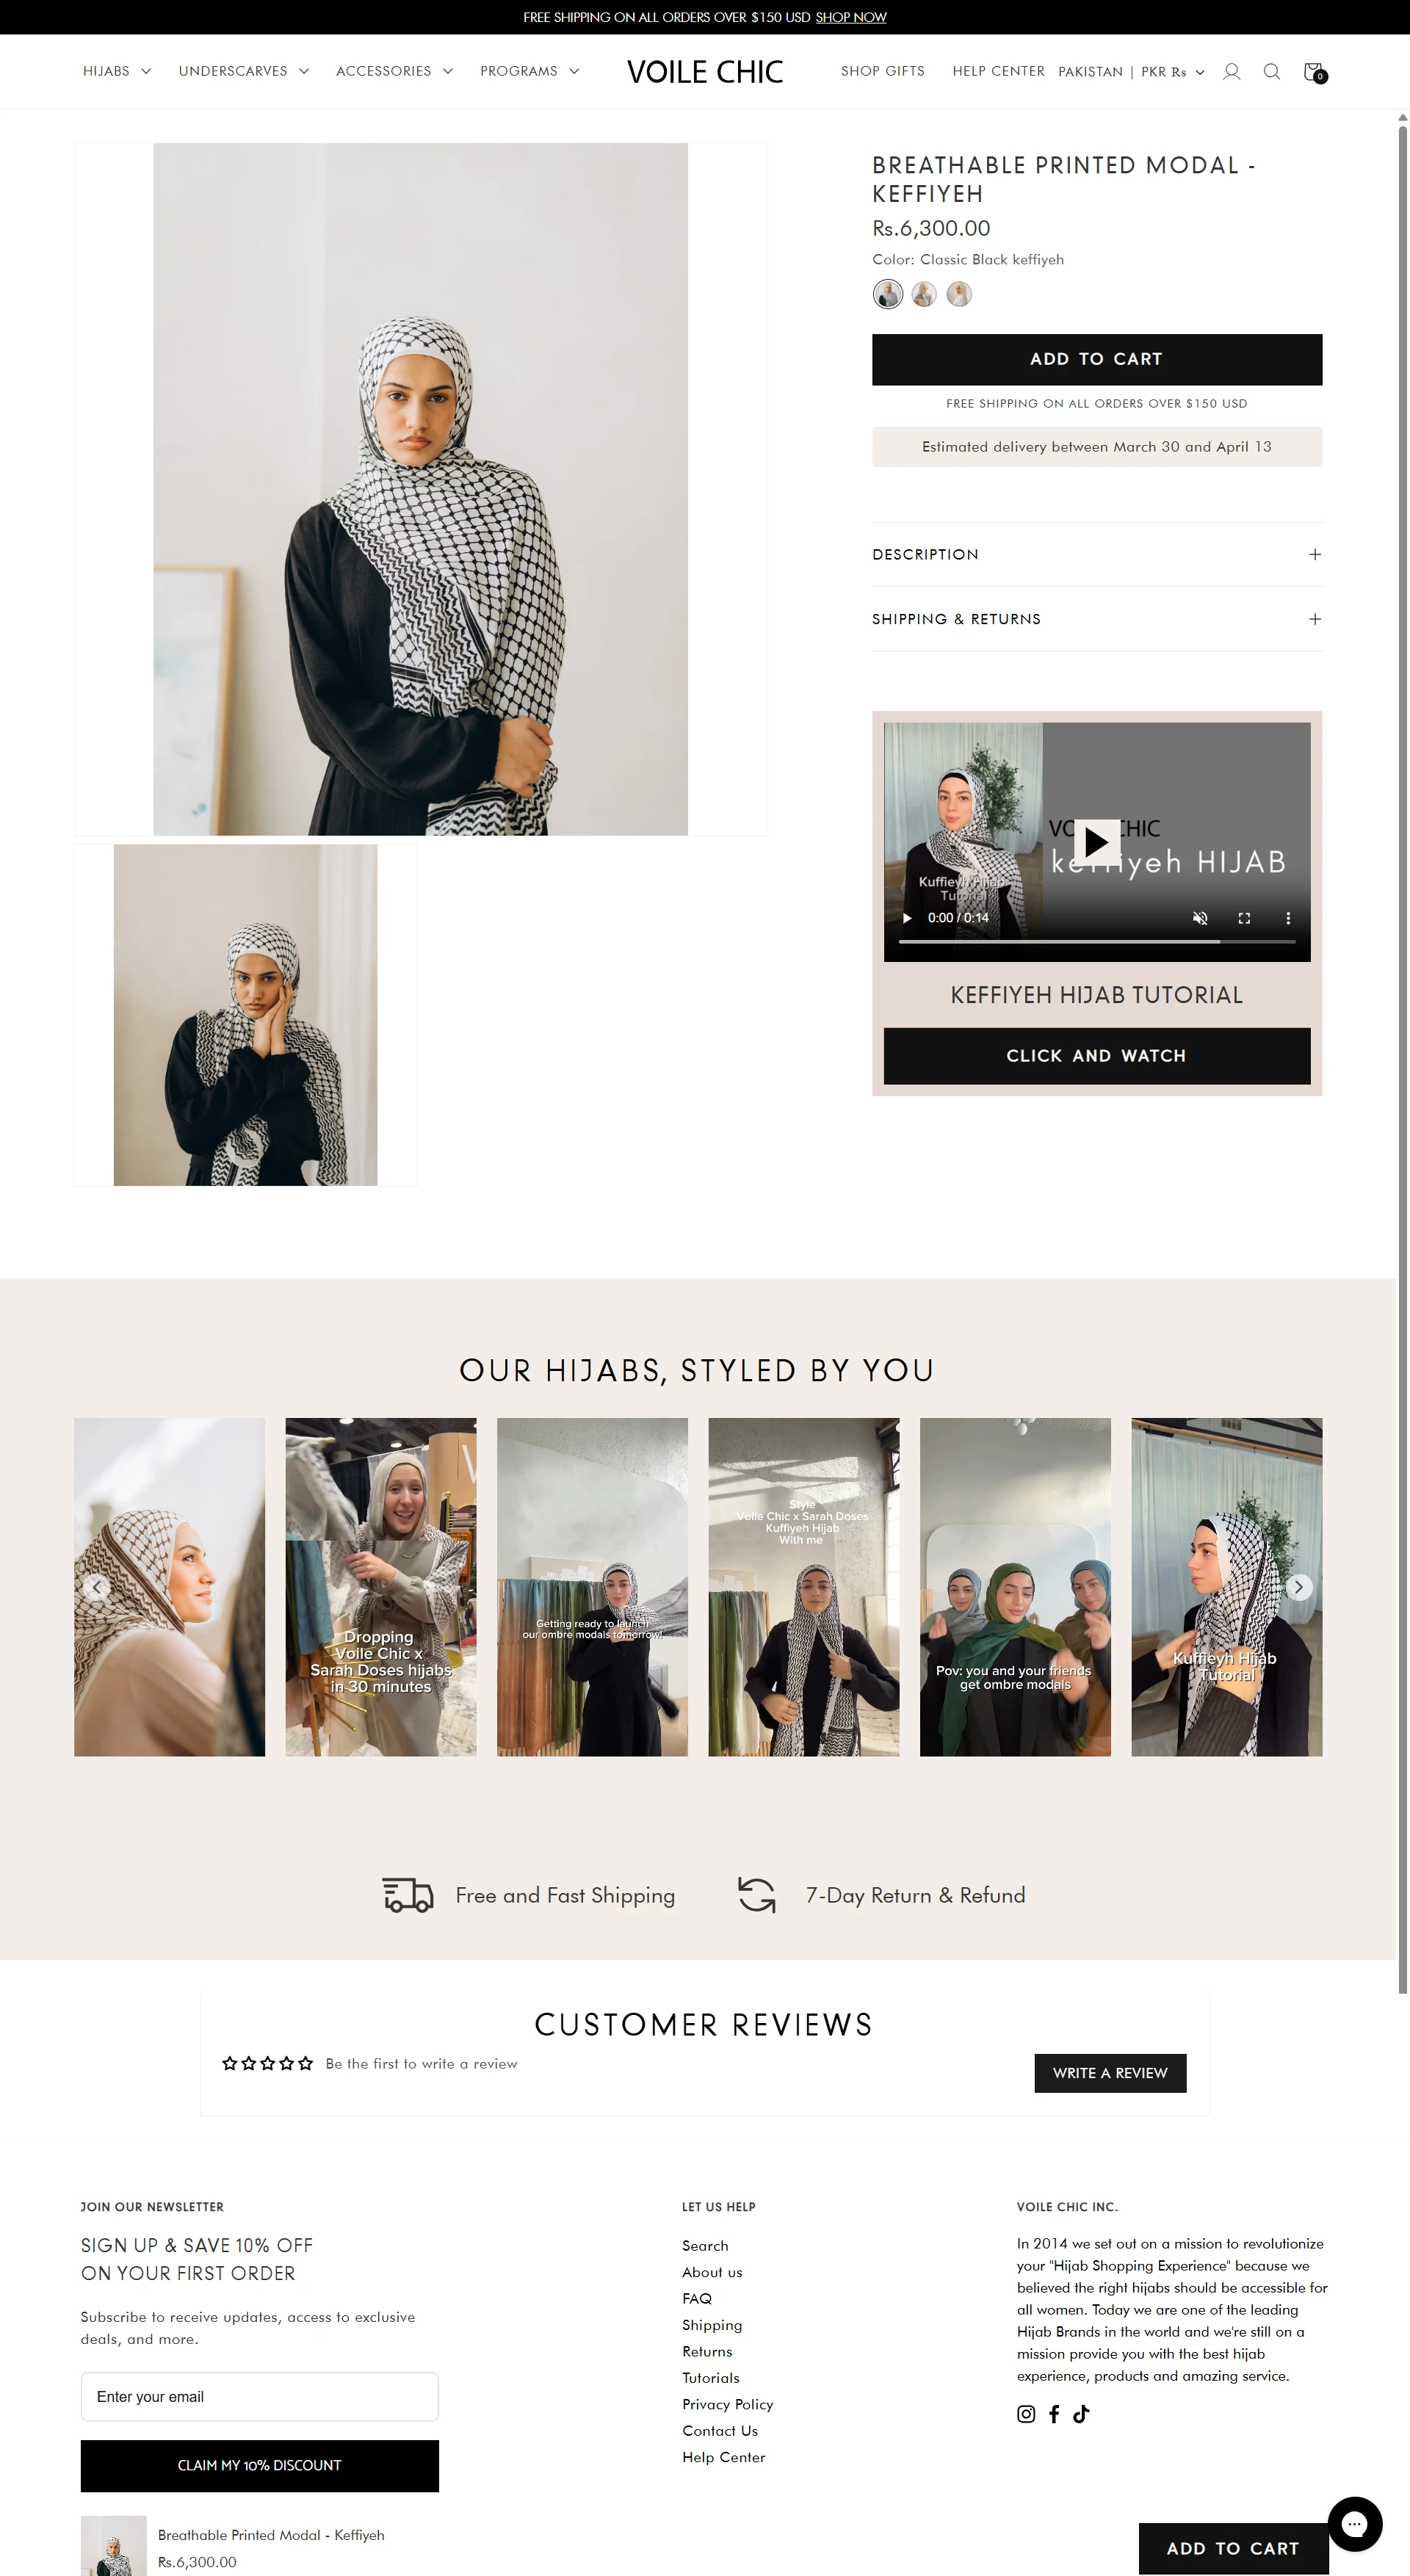 FREE SHIPPING ON ALL ORDERS OVER $150 USD SHOP NOW
HIJABS UNDERSCARVES ACCESSORIES PROGRAMS VOILE CHIC SHOP GIFTS HELP CENTER PAKISTAN | PKR Rs 0
BREATHABLE PRINTED MODAL -
KEFFIYEH
Rs.6,300.00
Color: Classic Black keffiyeh
ADD TO CART
FREE SHIPPING ON ALL ORDERS OVER $150 USD
Estimated delivery between March 30 and April 13
DESCRIPTION
SHIPPING & RETURNS
HIJAB
0:00 / 0:14
KEFFIYEH HIJAB TUTORIAL
CLICK AND WATCH
OUR HIJABS, STYLED BY YOU
Dropping
Voile Chic x
Sarah Doses hijabs
in 30 minutes
Getting ready to launch
our ombre modals tomorrow!
Style
Voile Chic x Sarah Doses
Kuffiyeh Hijab
With me
Pov: you and your friends
get ombre modals
Kuffieyh Hijab
Tutorial
Free and Fast Shipping
7-Day Return & Refund
CUSTOMER REVIEWS
Be the first to write a review
WRITE A REVIEW
JOIN OUR NEWSLETTER
SIGN UP & SAVE 10% OFF
ON YOUR FIRST ORDER
Subscribe to receive updates, access to exclusive
deals, and more.
Enter your email
CLAIM MY 10% DISCOUNT
LET US HELP
Search
About us
FAQ
Shipping
Returns
Tutorials
Privacy Policy
Contact Us
Help Center
VOILE CHIC INC.
In 2014 we set out on a mission to revolutionize
your "Hijab Shopping Experience" because we
believed the right hijabs should be accessible for
all women. Today we are one of the leading
Hijab Brands in the world and we're still on a
mission provide you with the best hijab
experience, products and amazing service.
Breathable Printed Modal - Keffiyeh
Rs.6,300.00
ADD TO CART